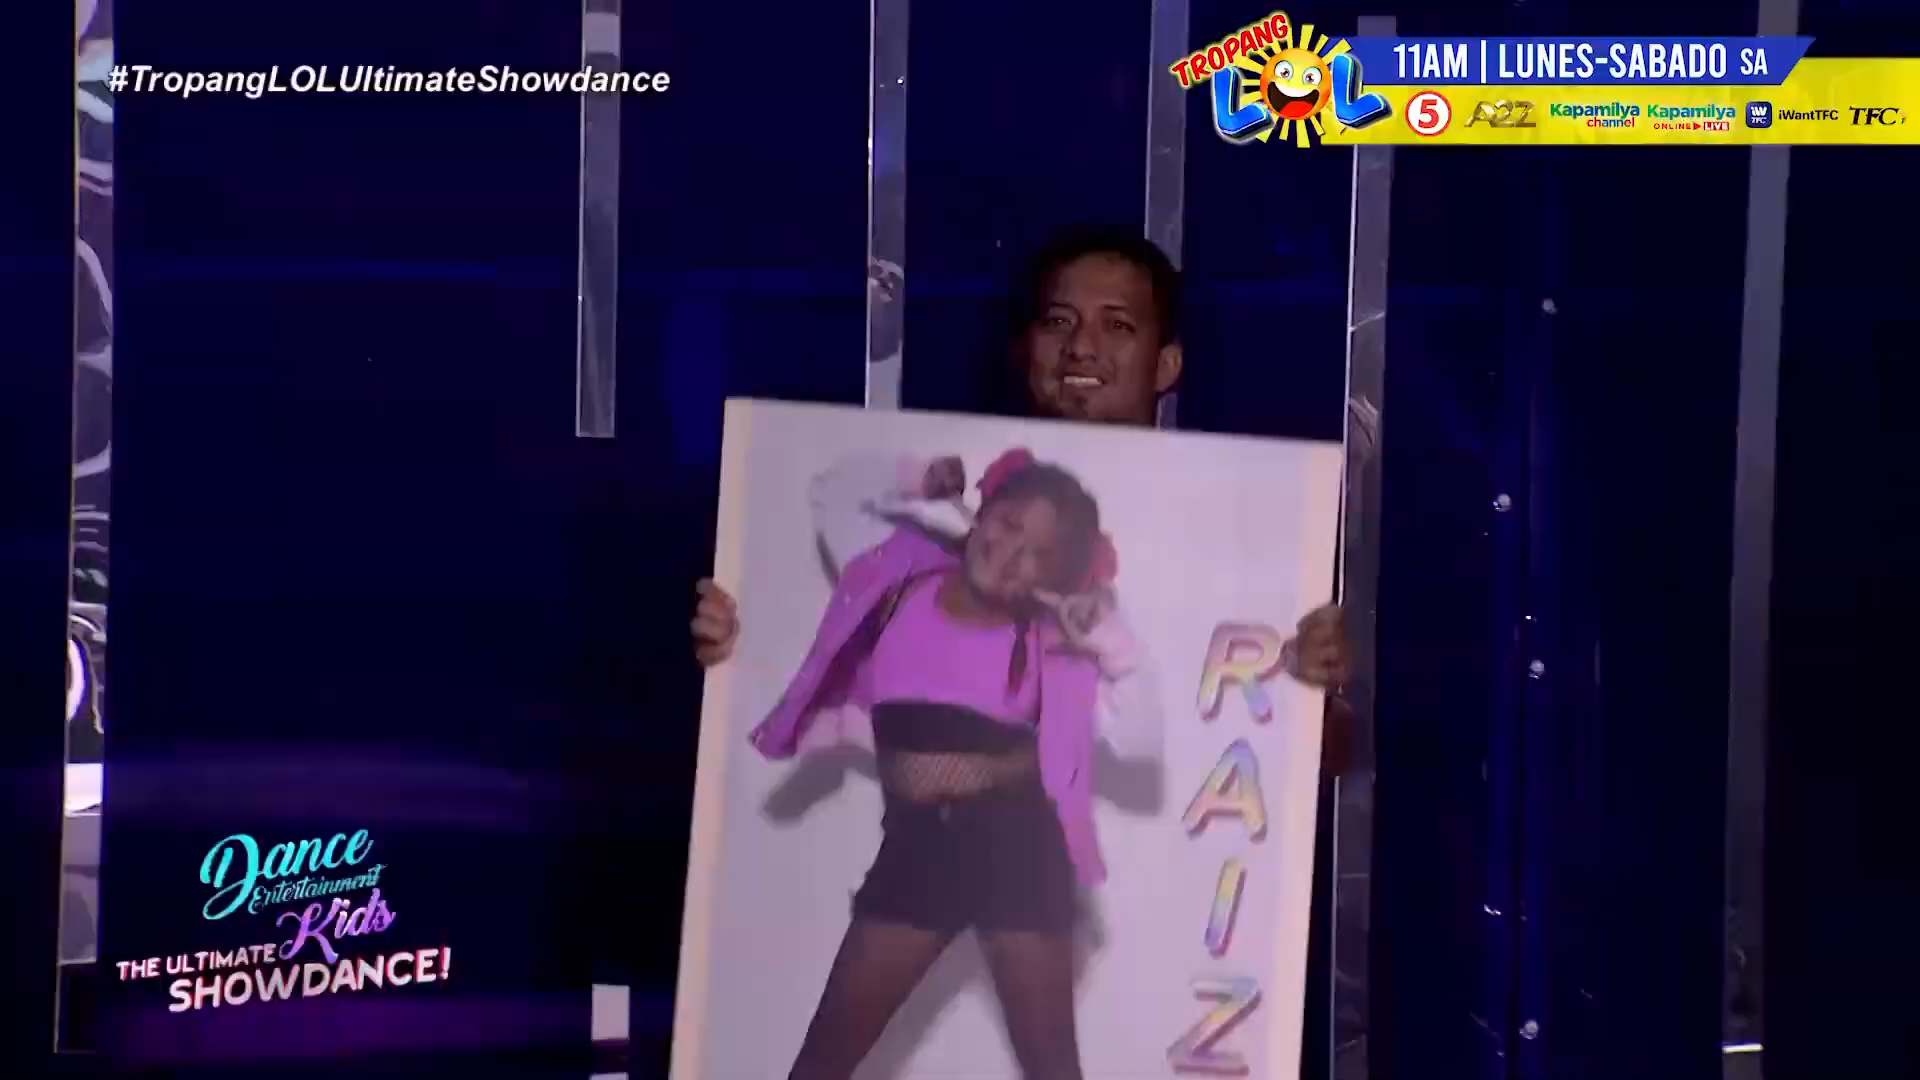 #TropangLOLUltimateShowdance
TROPANG
LOL
11AM | LUNES-SABADO SA
5
A2Z
Kapamilya
channel
Kapamilya
ONLINE LIVE
TFC
iWantTFC
TFC
RAIZ
Dance
Entertainment
Kids
THE ULTIMATE
SHOWDANCE!